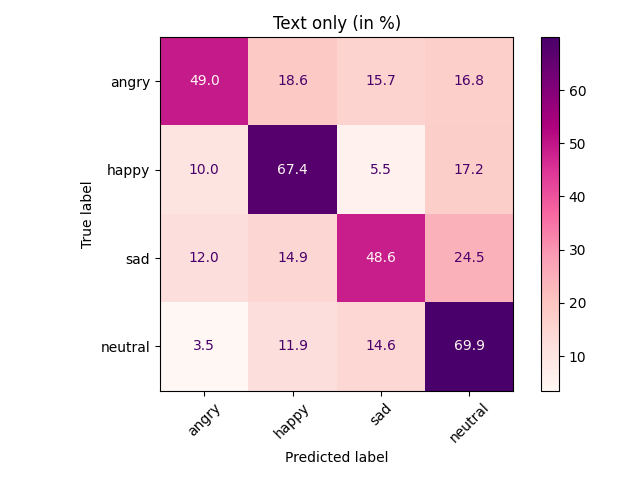 Text only (in %)
angry 49.0 18.6 15.7 16.8
happy 10.0 67.4 5.5 17.2
sad 12.0 14.9 48.6 24.5
neutral 3.5 11.9 14.6 69.9
angry happy sad neutral
Predicted label
True label
60
50
40
30
20
10